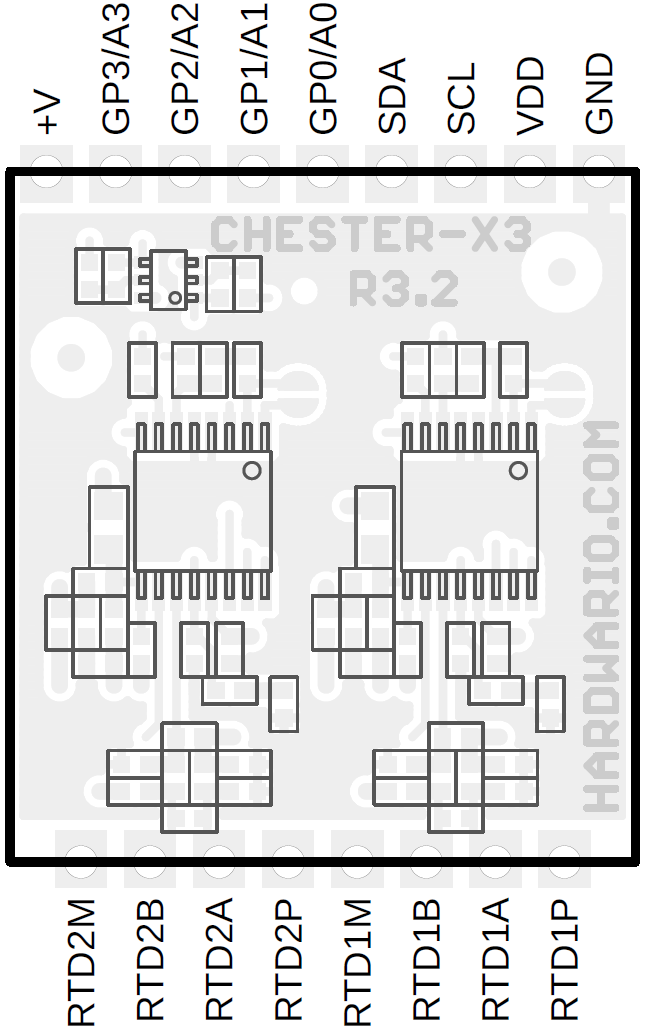 +V
GP3/A3
GP2/A2
GP1/A1
GP0/A0
SDA
SCL
VDD
GND
CHESTER-X3
R3.2
HARDWARIO.COM
RTD2M
RTD2B
RTD2A
RTD2P
RTD1M
RTD1B
RTD1A
RTD1P